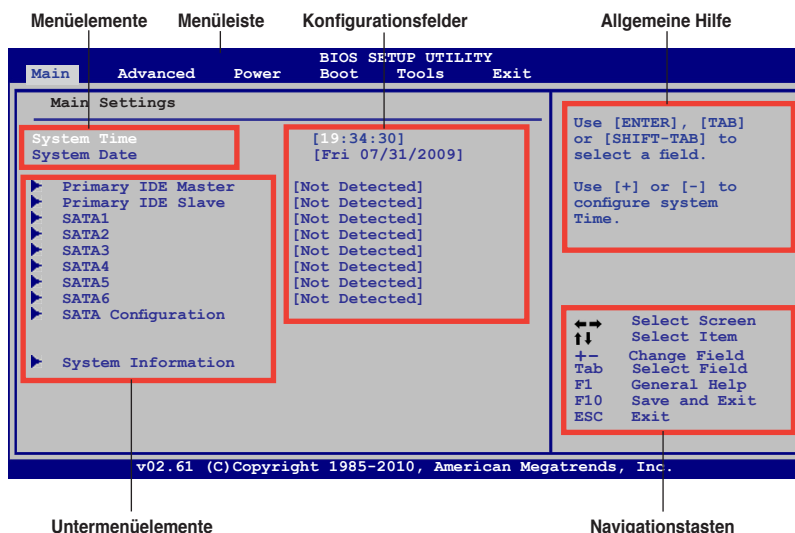 Menüelemente Menüleiste Konfigurationsfelder Allgemeine Hilfe
BIOS SETUP UTILITY
Main Advanced Power Boot Tools Exit
Main Settings
System Time [19:34:30]
System Date [Fri 07/31/2009]
Primary IDE Master [Not Detected]
Primary IDE Slave [Not Detected]
SATA1 [Not Detected]
SATA2 [Not Detected]
SATA3 [Not Detected]
SATA4 [Not Detected]
SATA5 [Not Detected]
SATA6 [Not Detected]
SATA Configuration
System Information
Use [ENTER], [TAB]
or [SHIFT-TAB] to
select a field.
Use [+] or [-] to
configure system
Time.
←→ Select Screen
↑↓ Select Item
+- Change Field
Tab Select Field
F1 General Help
F10 Save and Exit
ESC Exit
v02.61 (C)Copyright 1985-2010, American Megatrends, Inc.
Untermenüelemente Navigationstasten